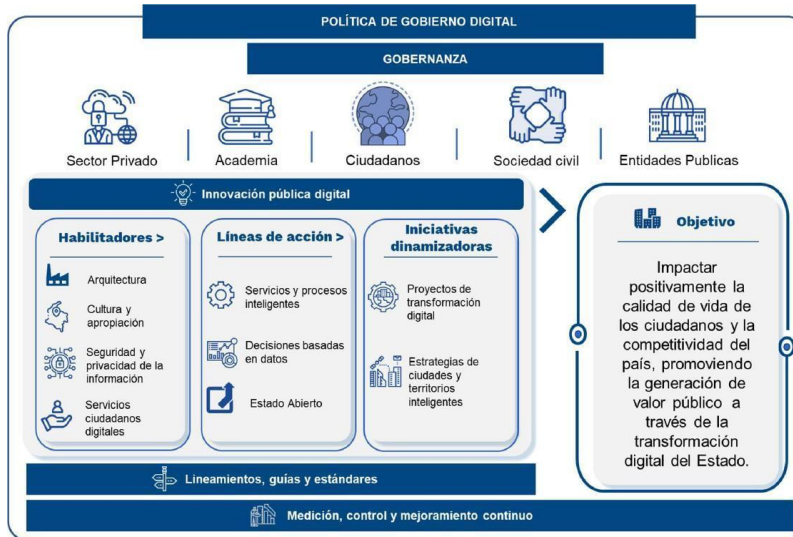 POLÍTICA DE GOBIERNO DIGITAL
GOBERNANZA
Sector Privado
Academia
Ciudadanos
Sociedad civil
Entidades Publicas
Innovación pública digital
Habilitadores >
Arquitectura
Cultura y
apropiación
Seguridad y
privacidad de la
información
Servicios
ciudadanos
digitales
Líneas de acción >
Servicios y procesos
inteligentes
Decisiones basadas
en datos
Estado Abierto
Iniciativas
dinamizadoras
Proyectos de
transformación
digital
Estrategias de
ciudades y
territorios
inteligentes
Objetivo
Impactar
positivamente la
calidad de vida de
los ciudadanos y la
competitividad del
país, promoviendo
la generación de
valor público a
través de la
transformación
digital del Estado.
Lineamientos, guías y estándares
Medición, control y mejoramiento continuo